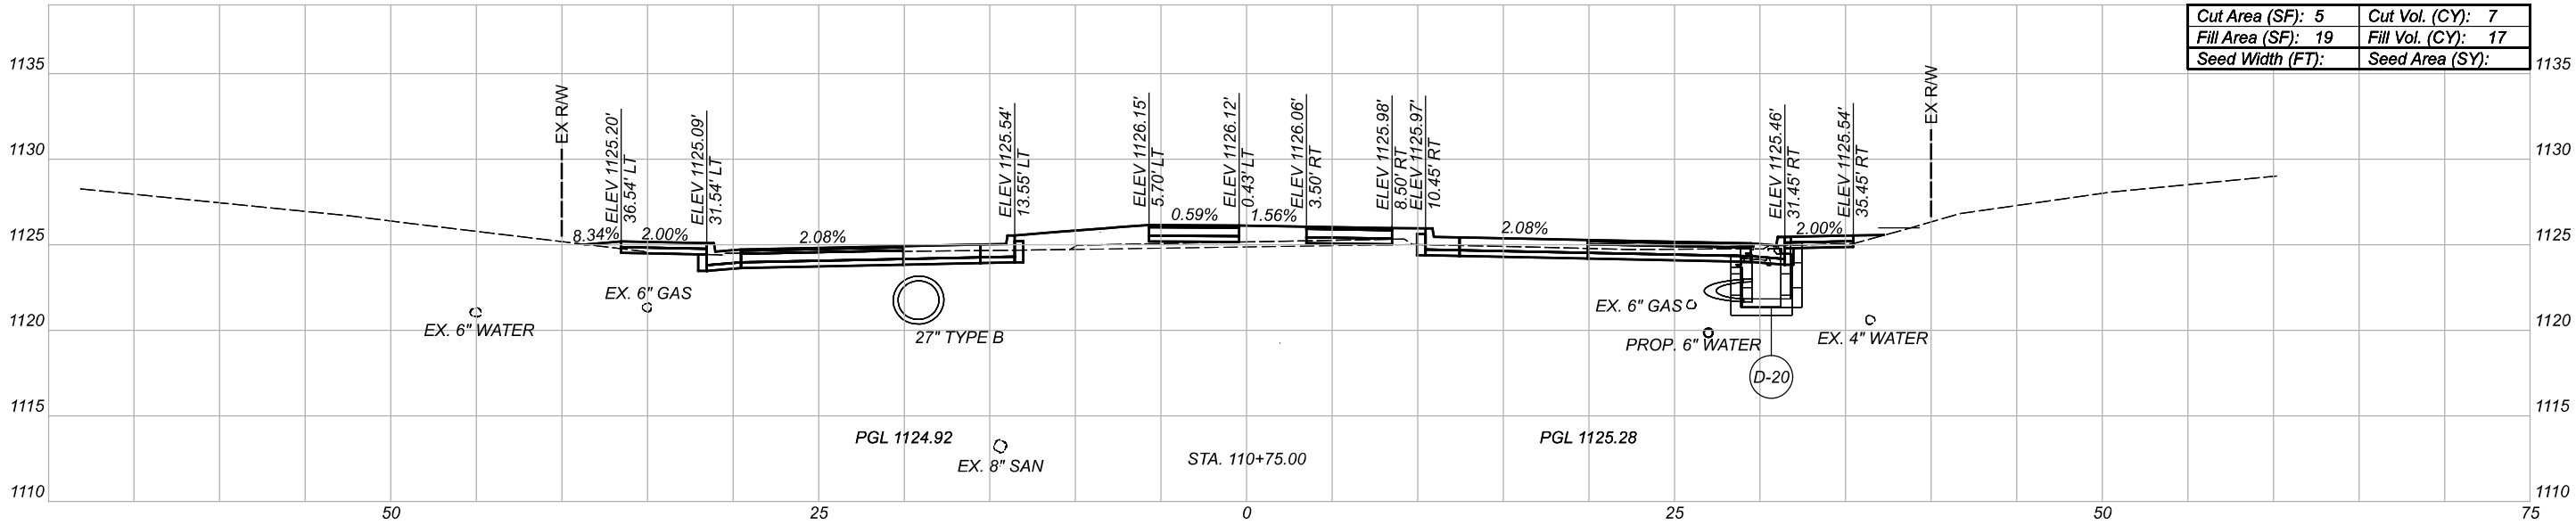 Cut Area (SF): 5 Cut Vol. (CY): 7
Fill Area (SF): 19 Fill Vol. (CY): 17
Seed Width (FT): Seed Area (SY):
1135 1135
EX R/W
ELEV 1125.20'
36.54' LT
ELEV 1125.09'
31.54' LT
ELEV 1125.54'
13.55' LT
ELEV 1126.15'
5.70' LT
ELEV 1126.12'
0.43' LT
ELEV 1126.06'
3.50' RT
ELEV 1125.98'
8.50' RT
ELEV 1125.97'
10.45' RT
ELEV 1125.46'
31.45' RT
ELEV 1125.54'
35.45' RT
EX R/W
1130 1130
8.34% 2.00% 2.08% 0.59% 1.56% 2.08% 2.00%
1125 1125
EX. 6" GAS
EX. 6" GAS
1120 1120
EX. 6" WATER
27" TYPE B
PROP. 6" WATER
EX. 4" WATER
D-20
1115 1115
PGL 1124.92
PGL 1125.28
EX. 8" SAN
STA. 110+75.00
1110 1110
50 25 0 25 50 75